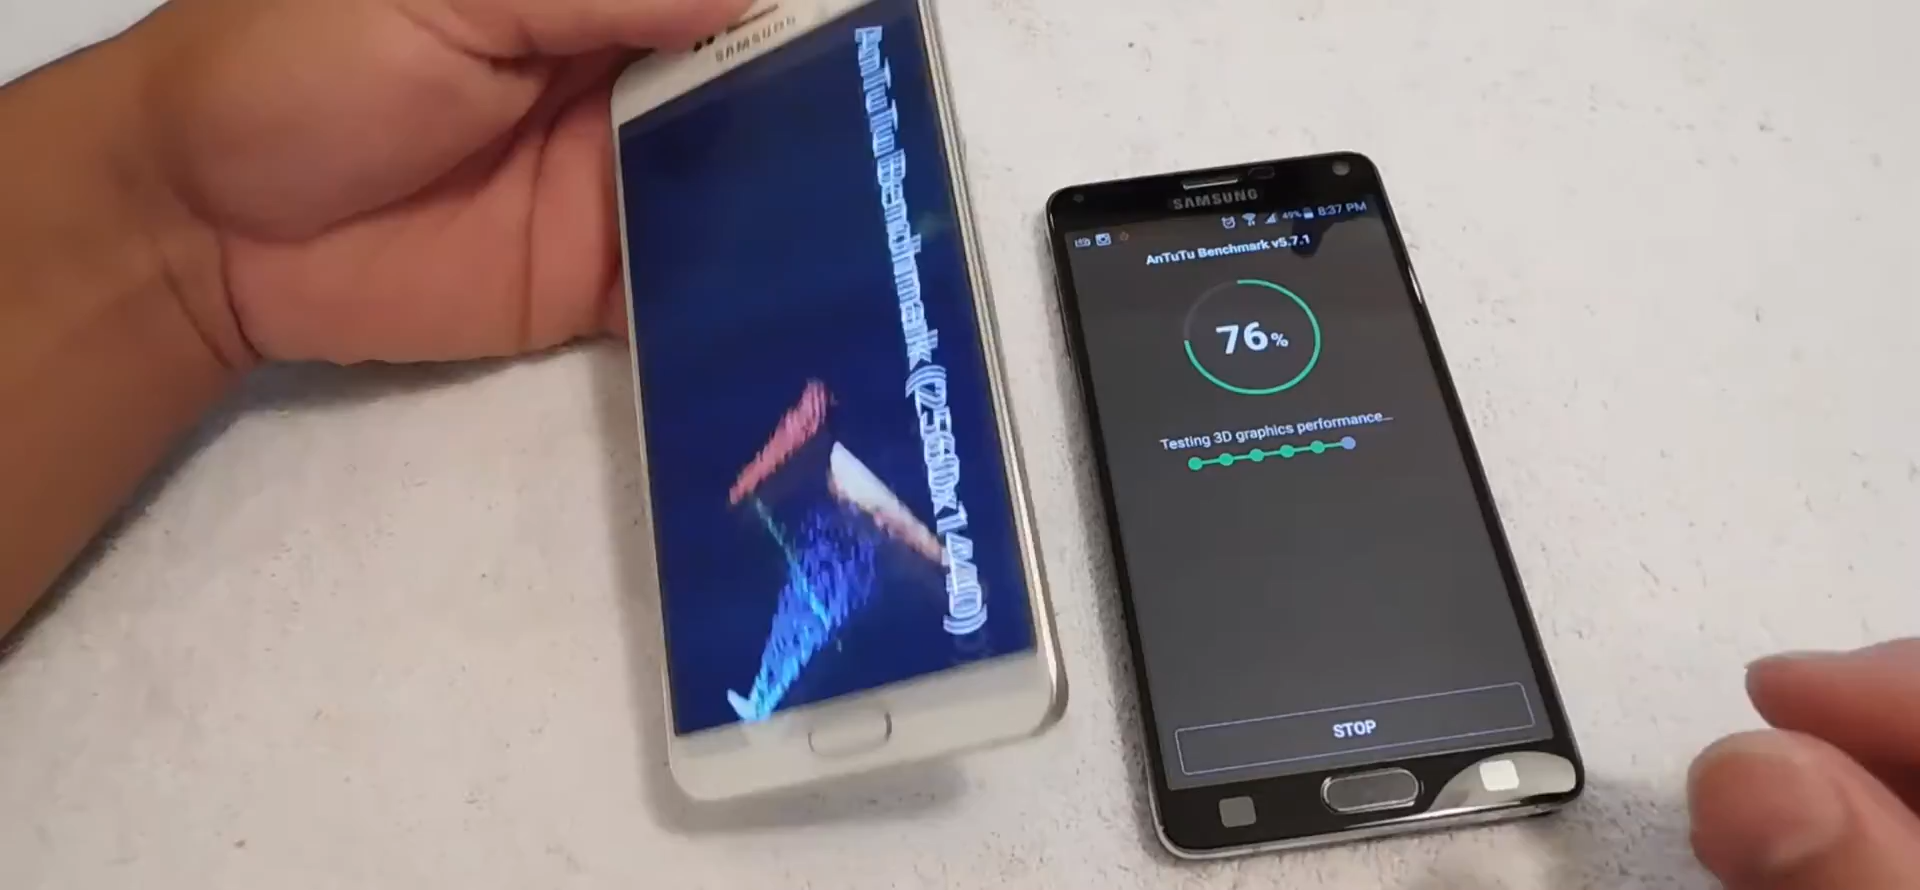 SAMSUNG
AnTuTu Benchmark (2560x1440)
SAMSUNG
49% 8:37 PM
AnTuTu Benchmark v5.7.1
76%
Testing 3D graphics performance...
STOP